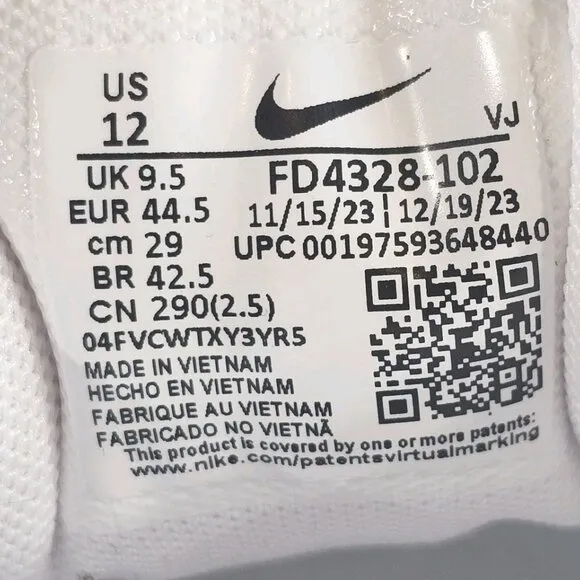 US
12
VJ
UK 9.5
FD4328-102
EUR 44.5
11/15/23 | 12/19/23
cm 29
UPC 00197593648440
BR 42.5
CN 290(2.5)
04FVCWTXY3YR5
MADE IN VIETNAM
HECHO EN VIETNAM
FABRIQUE AU VIETNAM
FABRICADO NO VIETNÃ
This product is covered by one or more patents:
www.nike.com/patentsvirtualmarking